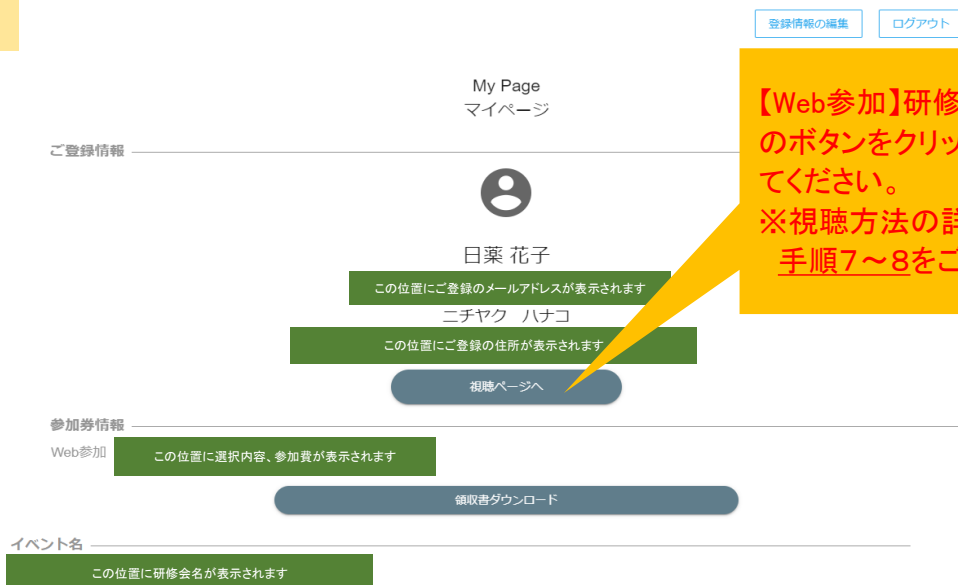 登録情報の編集
ログアウト
My Page
マイページ
【Web参加】研修
のボタンをクリッ
てください。
※視聴方法の詳
手順7～8をご
ご登録情報
日薬 花子
この位置にご登録のメールアドレスが表示されます
ニチヤク ハナコ
この位置にご登録の住所が表示されます
視聴ページへ
参加券情報
Web参加
この位置に選択内容、参加費が表示されます
領収書ダウンロード
イベント名
この位置に研修会名が表示されます